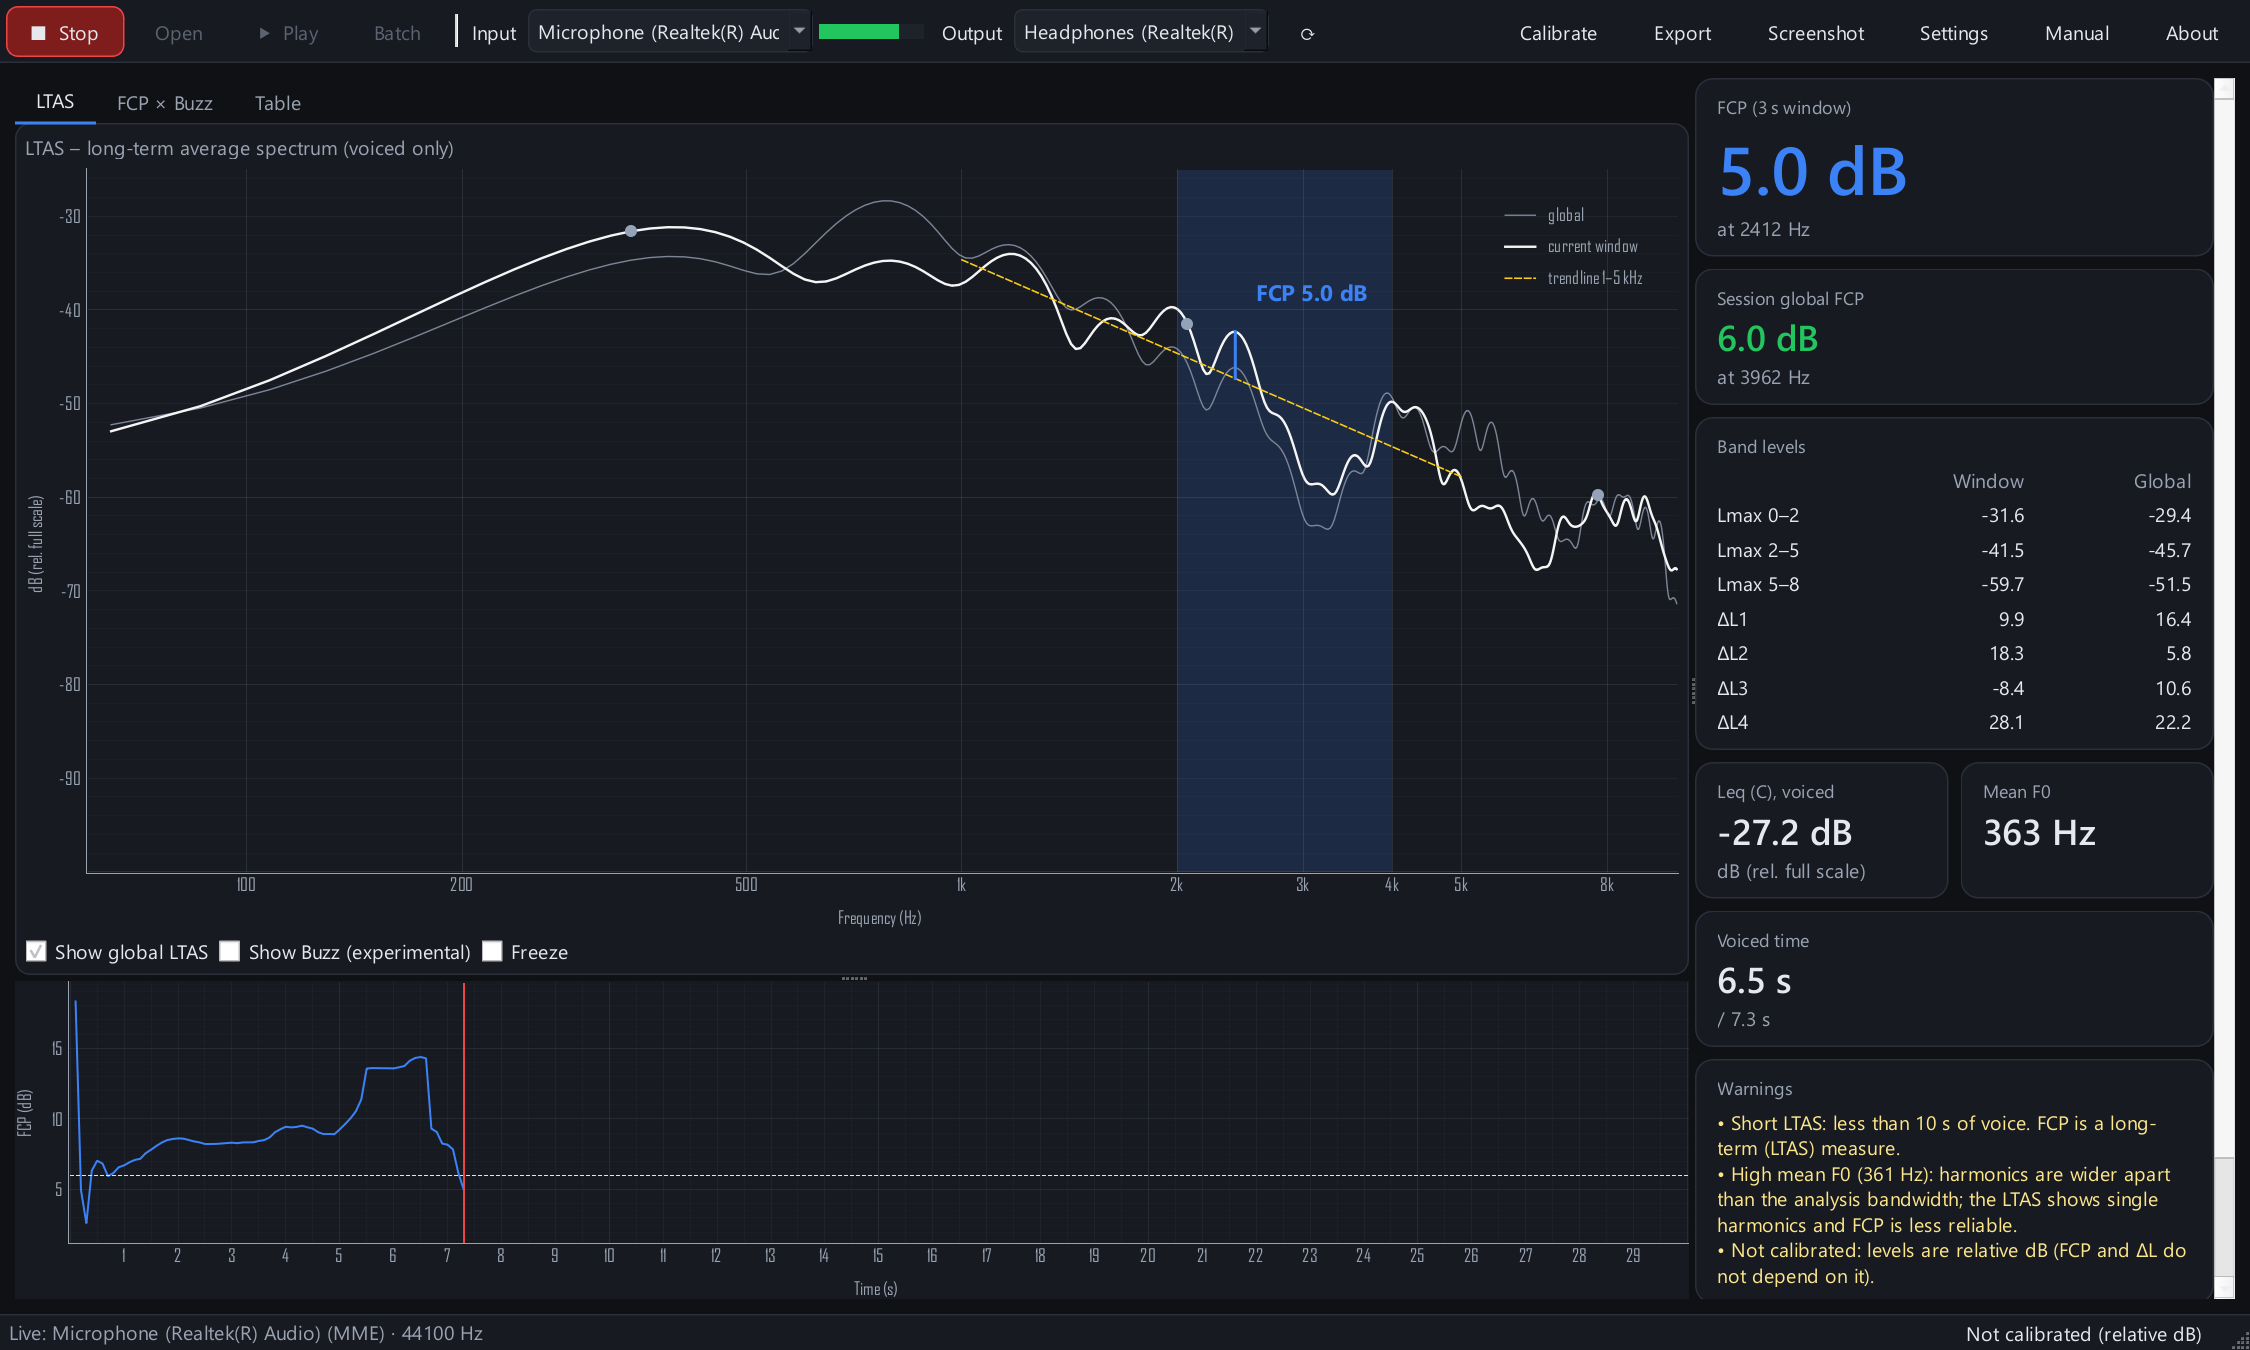 Stop
Open
Play
Batch
Input
Microphone (Realtek(R) Auc
Output
Headphones (Realtek(R)
Calibrate
Export
Screenshot
Settings
Manual
About
LTAS
FCP × Buzz
Table
LTAS – long-term average spectrum (voiced only)
global
current window
trendline 1–5 kHz
FCP 5.0 dB
dB (rel. full scale)
-30
-40
-50
-60
-70
-80
-90
100
200
500
1k
2k
3k
4k
5k
8k
Frequency (Hz)
Show global LTAS
Show Buzz (experimental)
Freeze
FCP (dB)
15
10
5
1
2
3
4
5
6
7
8
9
10
11
12
13
14
15
16
17
18
19
20
21
22
23
24
25
26
27
28
29
Time (s)
FCP (3 s window)
5.0 dB
at 2412 Hz
Session global FCP
6.0 dB
at 3962 Hz
Band levels
Window Global
Lmax 0–2 -31.6 -29.4
Lmax 2–5 -41.5 -45.7
Lmax 5–8 -59.7 -51.5
ΔL1 9.9 16.4
ΔL2 18.3 5.8
ΔL3 -8.4 10.6
ΔL4 28.1 22.2
Leq (C), voiced
-27.2 dB
dB (rel. full scale)
Mean F0
363 Hz
Voiced time
6.5 s
/ 7.3 s
Warnings
• Short LTAS: less than 10 s of voice. FCP is a long-
term (LTAS) measure.
• High mean F0 (361 Hz): harmonics are wider apart
than the analysis bandwidth; the LTAS shows single
harmonics and FCP is less reliable.
• Not calibrated: levels are relative dB (FCP and ΔL do
not depend on it).
Live: Microphone (Realtek(R) Audio) (MME) · 44100 Hz
Not calibrated (relative dB)